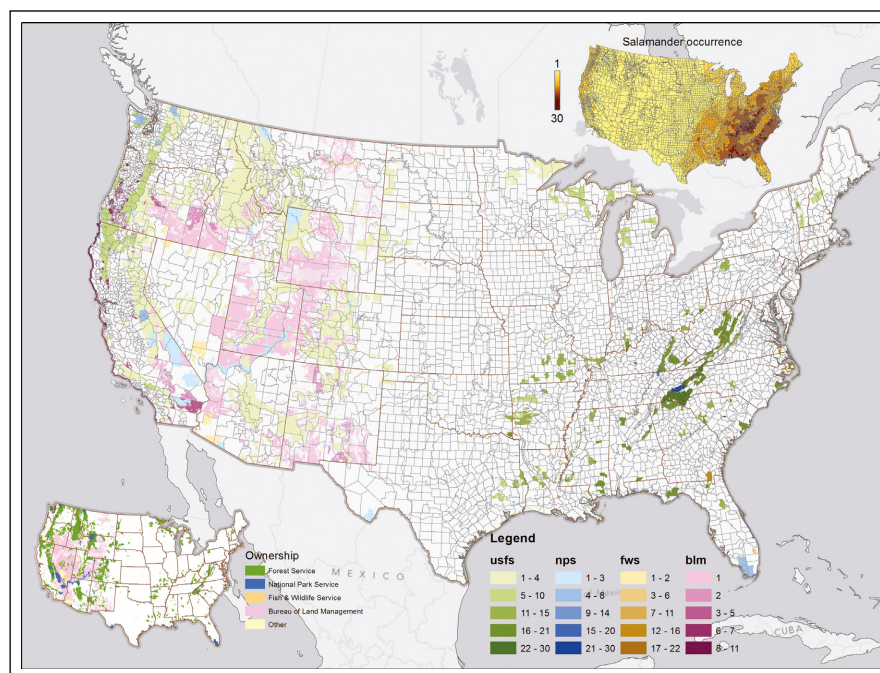 Salamander occurrence
1
30
Ownership
Forest Service
National Park Service
Fish & Wildlife Service
Bureau of Land Management
Other
MEXICO
Legend
usfs nps fws blm
1 - 4 1 - 3 1 - 2 1
5 - 10 4 - 8 3 - 6 2
11 - 15 9 - 14 7 - 11 3 - 5
16 - 21 15 - 20 12 - 16 6 - 7
22 - 30 21 - 30 17 - 22 8 - 11
CUBA